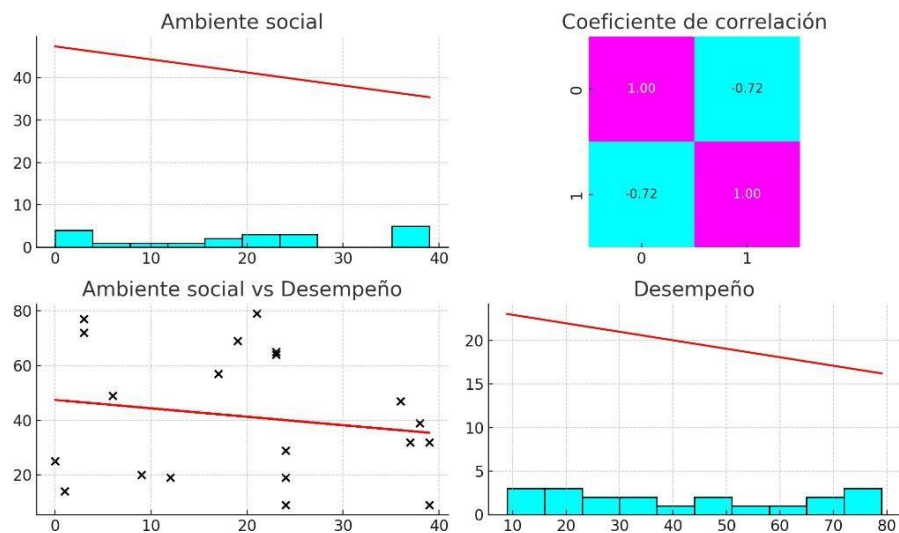 Ambiente social
40
30
20
10
0
0 10 20 30 40
Coeficiente de correlación
0
1
1.00 -0.72
-0.72 1.00
0 1
Ambiente social vs Desempeño
80
60
40
20
0 10 20 30 40
Desempeño
20
15
10
5
0
10 20 30 40 50 60 70 80